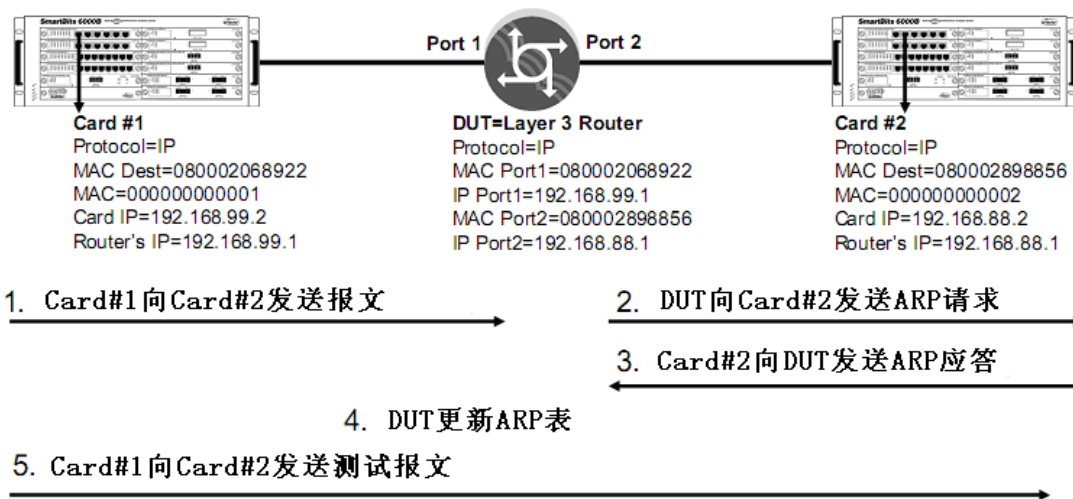 SmartBits 6000B
SmartBits 6000B
Port 1
Port 2
Card #1
Protocol=IP
MAC Dest=080002068922
MAC=000000000001
Card IP=192.168.99.2
Router's IP=192.168.99.1
DUT=Layer 3 Router
Protocol=IP
MAC Port1=080002068922
IP Port1=192.168.99.1
MAC Port2=080002898856
IP Port2=192.168.88.1
Card #2
Protocol=IP
MAC Dest=080002898856
MAC=000000000002
Card IP=192.168.88.2
Router's IP=192.168.88.1
1. Card#1向Card#2发送报文
2. DUT向Card#2发送ARP请求
3. Card#2向DUT发送ARP应答
4. DUT更新ARP表
5. Card#1向Card#2发送测试报文